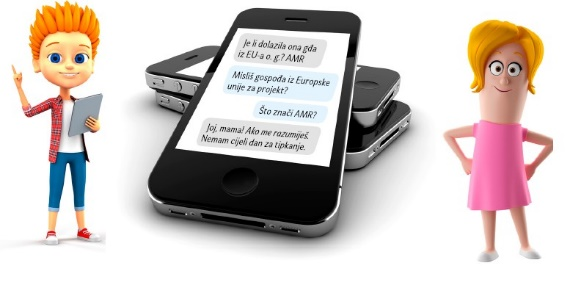 Je li dolazila ona gđa
iz EU-a o. g.? AMR
Misliš gospođa iz Europske
unije za projekt?
Što znači AMR?
Joj, mama! Ako me razumiješ.
Nemam cijeli dan za tipkanje.